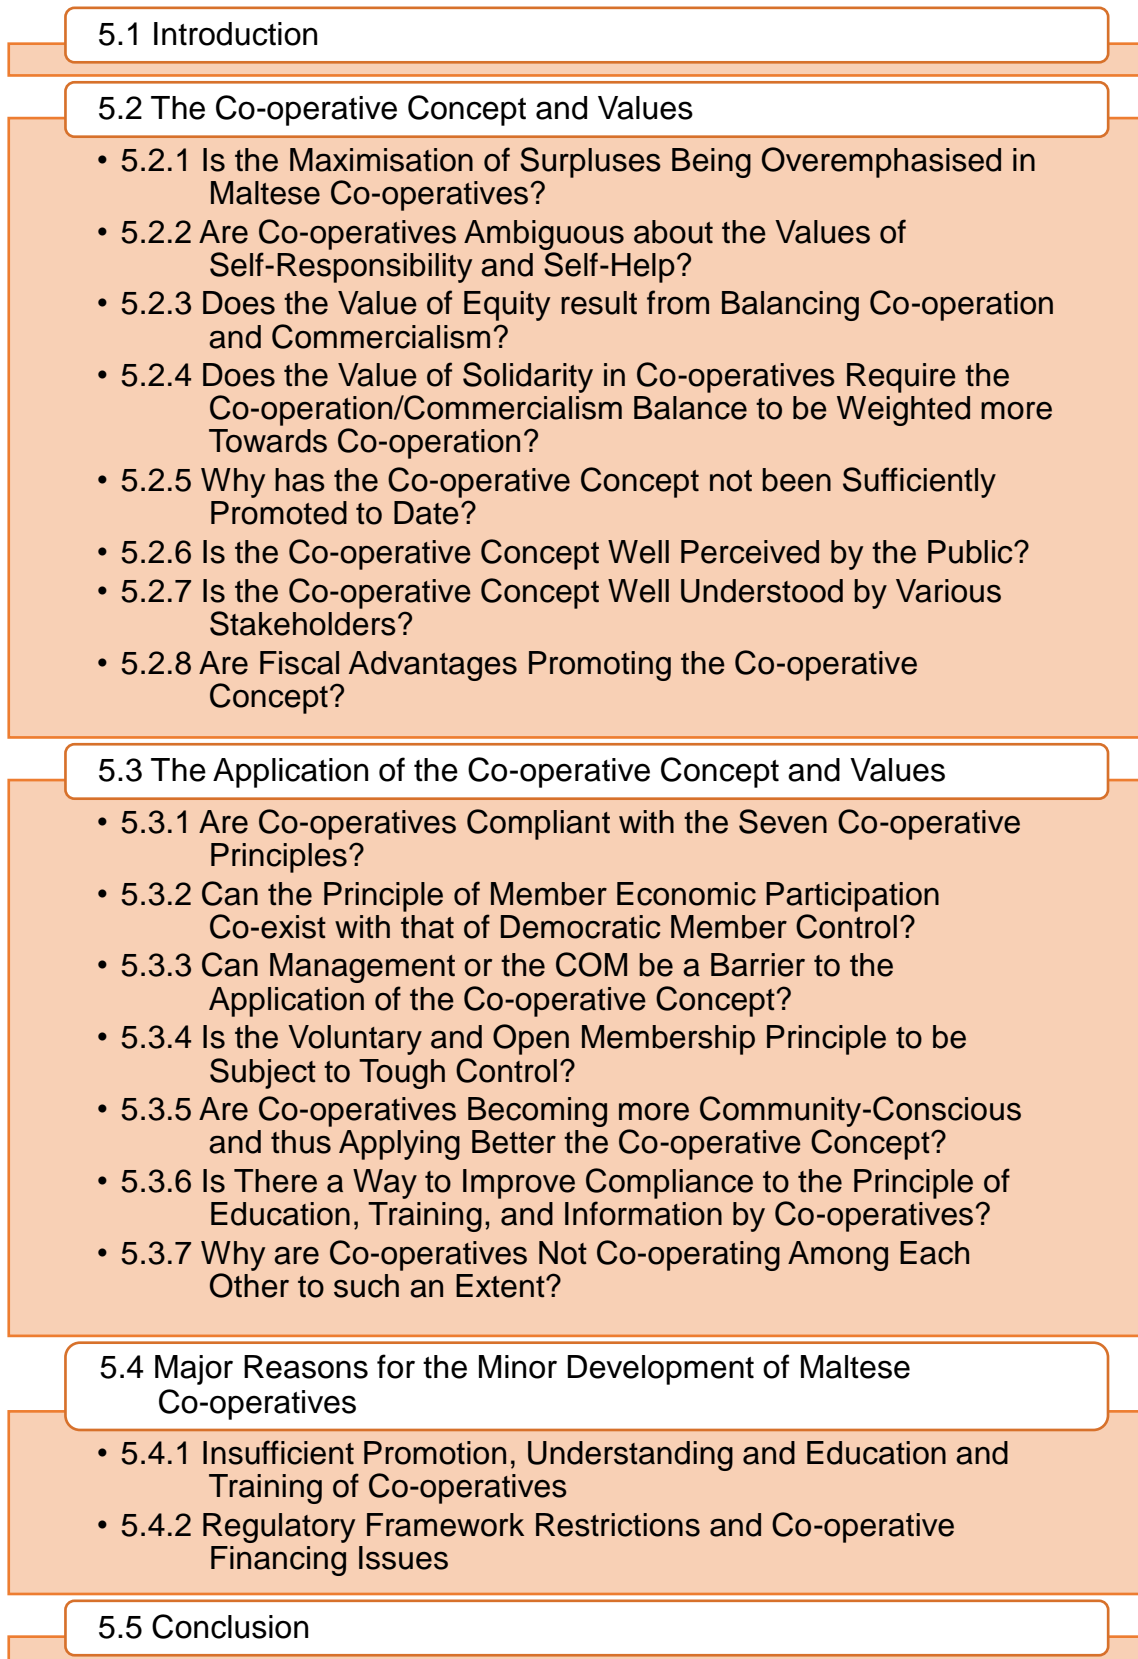 5.1 Introduction
5.2 The Co-operative Concept and Values
• 5.2.1 Is the Maximisation of Surpluses Being Overemphasised in
Maltese Co-operatives?
• 5.2.2 Are Co-operatives Ambiguous about the Values of
Self-Responsibility and Self-Help?
• 5.2.3 Does the Value of Equity result from Balancing Co-operation
and Commercialism?
• 5.2.4 Does the Value of Solidarity in Co-operatives Require the
Co-operation/Commercialism Balance to be Weighted more
Towards Co-operation?
• 5.2.5 Why has the Co-operative Concept not been Sufficiently
Promoted to Date?
• 5.2.6 Is the Co-operative Concept Well Perceived by the Public?
• 5.2.7 Is the Co-operative Concept Well Understood by Various
Stakeholders?
• 5.2.8 Are Fiscal Advantages Promoting the Co-operative
Concept?
5.3 The Application of the Co-operative Concept and Values
• 5.3.1 Are Co-operatives Compliant with the Seven Co-operative
Principles?
• 5.3.2 Can the Principle of Member Economic Participation
Co-exist with that of Democratic Member Control?
• 5.3.3 Can Management or the COM be a Barrier to the
Application of the Co-operative Concept?
• 5.3.4 Is the Voluntary and Open Membership Principle to be
Subject to Tough Control?
• 5.3.5 Are Co-operatives Becoming more Community-Conscious
and thus Applying Better the Co-operative Concept?
• 5.3.6 Is There a Way to Improve Compliance to the Principle of
Education, Training, and Information by Co-operatives?
• 5.3.7 Why are Co-operatives Not Co-operating Among Each
Other to such an Extent?
5.4 Major Reasons for the Minor Development of Maltese
Co-operatives
• 5.4.1 Insufficient Promotion, Understanding and Education and
Training of Co-operatives
• 5.4.2 Regulatory Framework Restrictions and Co-operative
Financing Issues
5.5 Conclusion